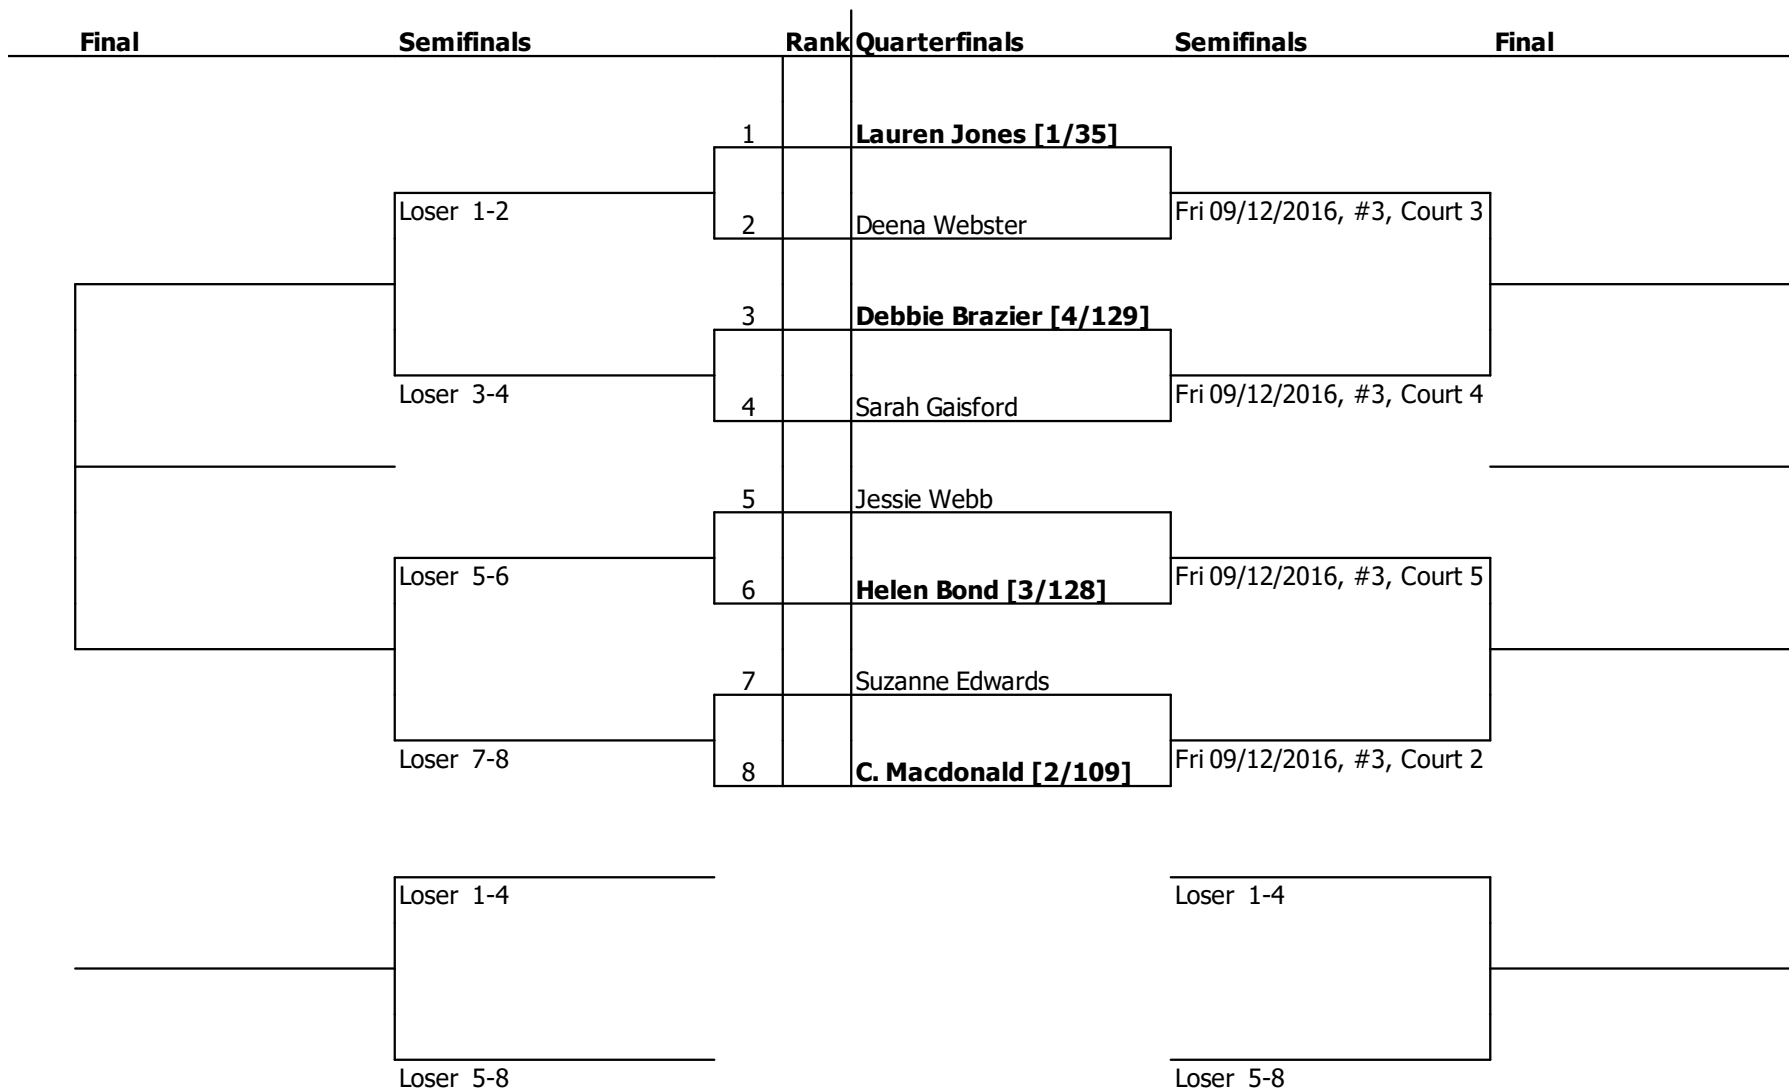 Final Semifinals Rank Quarterfinals Semifinals Final
1 Lauren Jones [1/35]
Loser 1-2 2 Deena Webster Fri 09/12/2016, #3, Court 3
3 Debbie Brazier [4/129]
Loser 3-4 4 Sarah Gaisford Fri 09/12/2016, #3, Court 4
5 Jessie Webb
Loser 5-6 6 Helen Bond [3/128] Fri 09/12/2016, #3, Court 5
7 Suzanne Edwards
Loser 7-8 8 C. Macdonald [2/109] Fri 09/12/2016, #3, Court 2
Loser 1-4 Loser 1-4
Loser 5-8 Loser 5-8